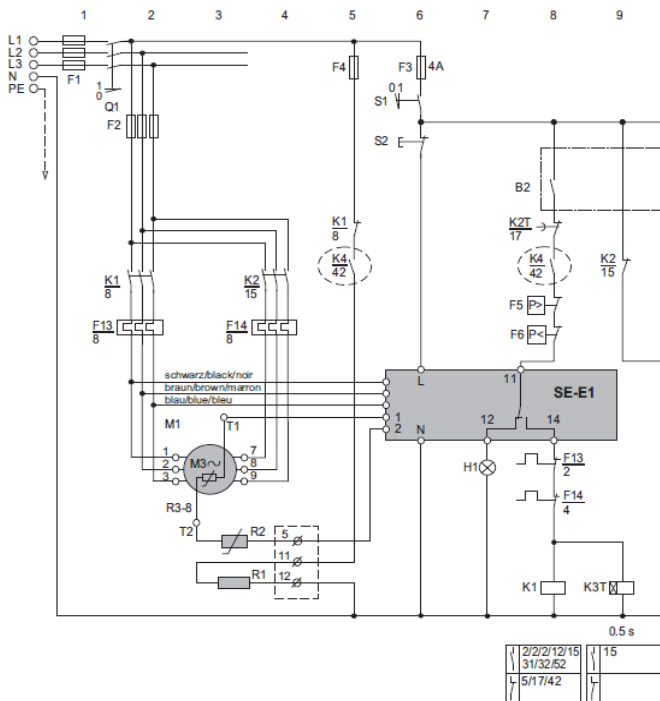 1 2 3 4 5 6 7 8 9
L1
L2
L3
N
PE
F1
1
0
Q1
F2
F4
F3
4A
S1
0 1
S2
B2
K1
8
K4
42
K2T
17
K4
42
K2
15
K1
8
K2
15
F5 P>
F6 P<
F13
8
F14
8
schwarz/black/noir
braun/brown/marron
blau/blue/bleu
L
11
SE-E1
M1
T1
1
2
N
12
14
1
2
3
M3~
7
8
9
H1
F13
2
R3-8
F14
4
T2
R2
5
11
R1
12
K1
K3T
0.5 s
2/2/2/12/15
31/32/52
15
5/17/42